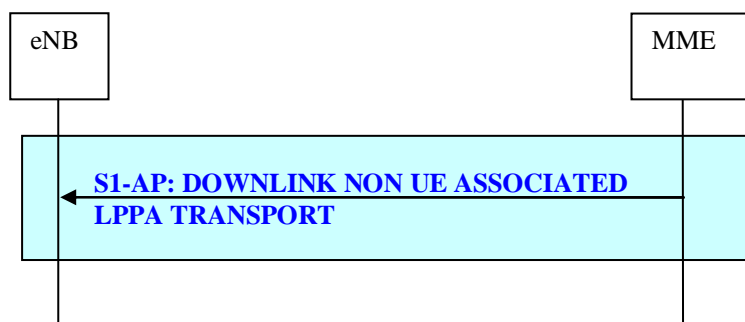 eNB
MME
S1-AP: DOWNLINK NON UE ASSOCIATED
LPPA TRANSPORT